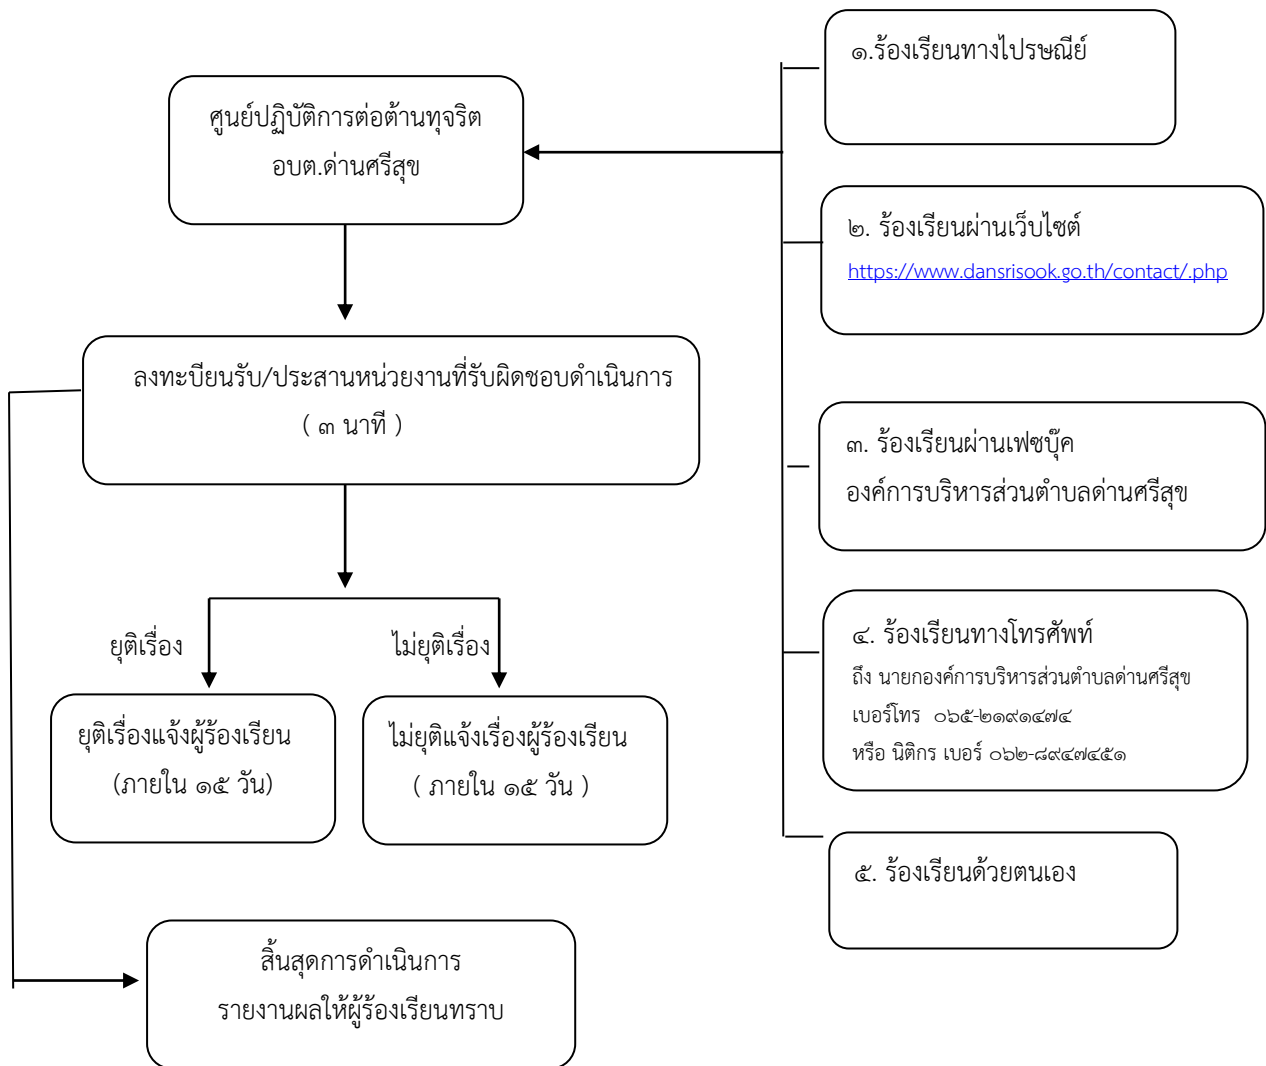 ศูนย์ปฏิบัติการต่อต้านทุจริต
อบต.ด่านศรีสุข
ลงทะบียนรับ/ประสานหน่วยงานที่รับผิดชอบดำเนินการ
( ๓ นาที )
ยุติเรื่อง
ไม่ยุติเรื่อง
ยุติเรื่องแจ้งผู้ร้องเรียน
(ภายใน ๑๕ วัน)
ไม่ยุติแจ้งเรื่องผู้ร้องเรียน
( ภายใน ๑๕ วัน )
สิ้นสุดการดำเนินการ
รายงานผลให้ผู้ร้องเรียนทราบ
๑.ร้องเรียนทางไปรษณีย์
๒. ร้องเรียนผ่านเว็บไซต์
https://www.dansrisook.go.th/contact/.php
๓. ร้องเรียนผ่านเฟซบุ๊ค
องค์การบริหารส่วนตำบลด่านศรีสุข
๔. ร้องเรียนทางโทรศัพท์
ถึง นายกองค์การบริหารส่วนตำบลด่านศรีสุข
เบอร์โทร ๐๖๕-๒๑๙๑๔๗๔
หรือ นิติกร เบอร์ ๐๖๒-๘๙๔๗๔๕๑
๕. ร้องเรียนด้วยตนเอง